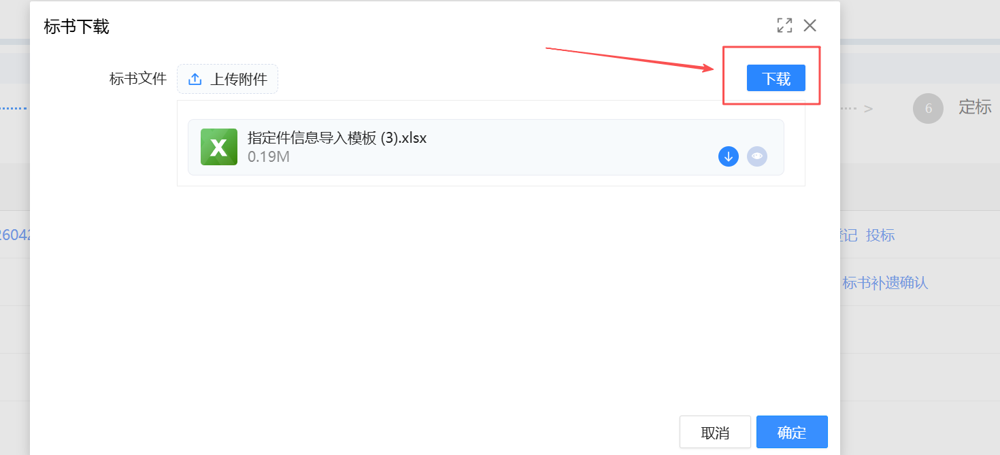 标书下载
标书文件
上传附件
下载
X
指定件信息导入模板 (3).xlsx
0.19M
6
定标
2604
记 投标
标书补遗确认
取消
确定